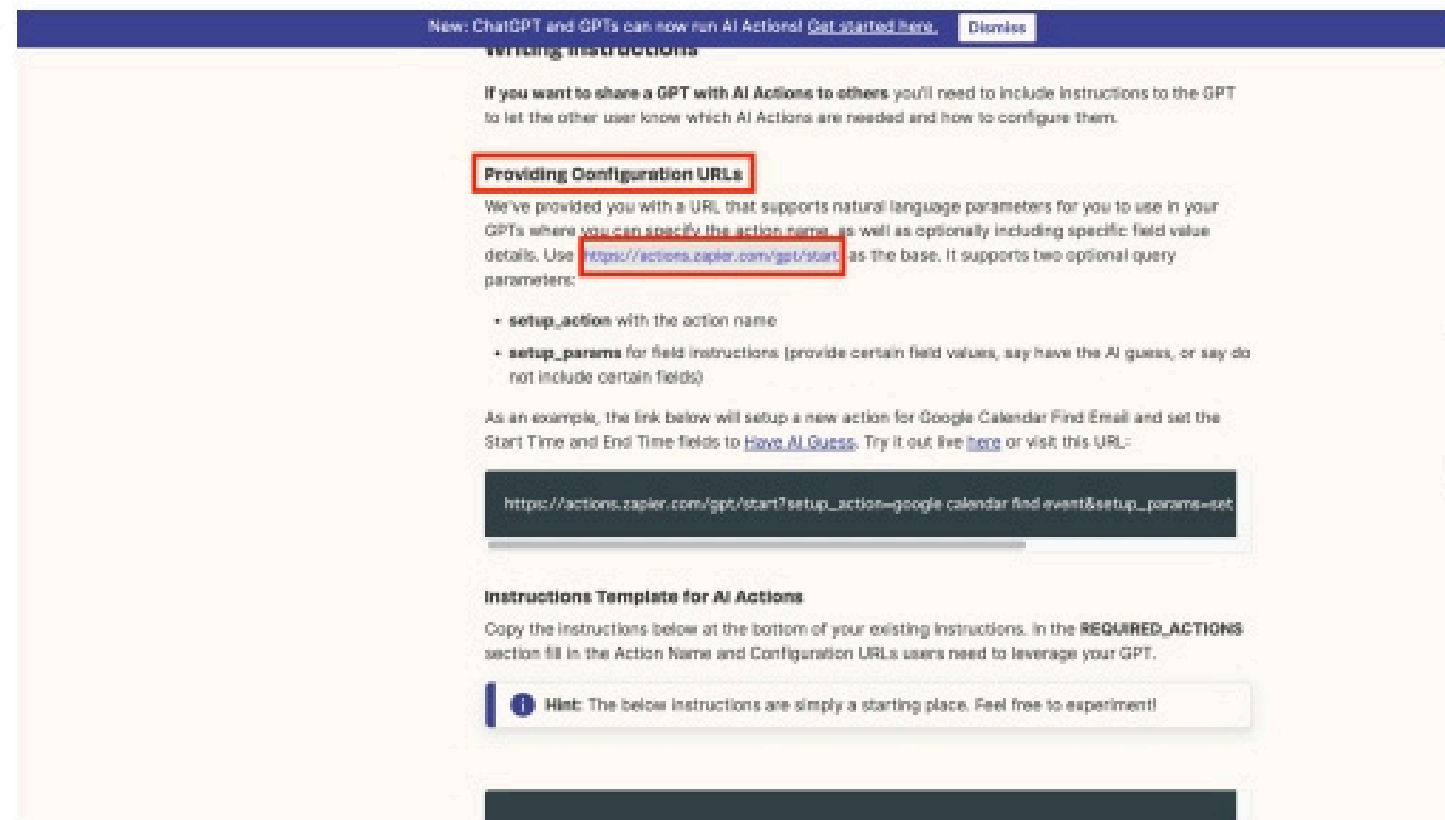 New: ChatGPT and GPTs can now run AI Actions! Get started here. Dismiss
Writing Instructions
If you want to share a GPT with AI Actions to others you'll need to include instructions to the GPT
to let the other user know which AI Actions are needed and how to configure them.
Providing Configuration URLs
We've provided you with a URL that supports natural language parameters for you to use in your
GPTs where you can specify the action name, as well as optionally including specific field value
details. Use https://actions.zapier.com/gpt/start as the base. It supports two optional query
parameters:
• setup_action with the action name
• setup_params for field instructions (provide certain field values, say have the AI guess, or say do
not include certain fields)
As an example, the link below will setup a new action for Google Calendar Find Email and set the
Start Time and End Time fields to Have AI Guess. Try it out live here or visit this URL:
https://actions.zapier.com/gpt/start?setup_action=google calendar find event&setup_params=set
Instructions Template for AI Actions
Copy the instructions below at the bottom of your existing instructions. In the REQUIRED_ACTIONS
section fill in the Action Name and Configuration URLs users need to leverage your GPT.
Hint: The below instructions are simply a starting place. Feel free to experiment!